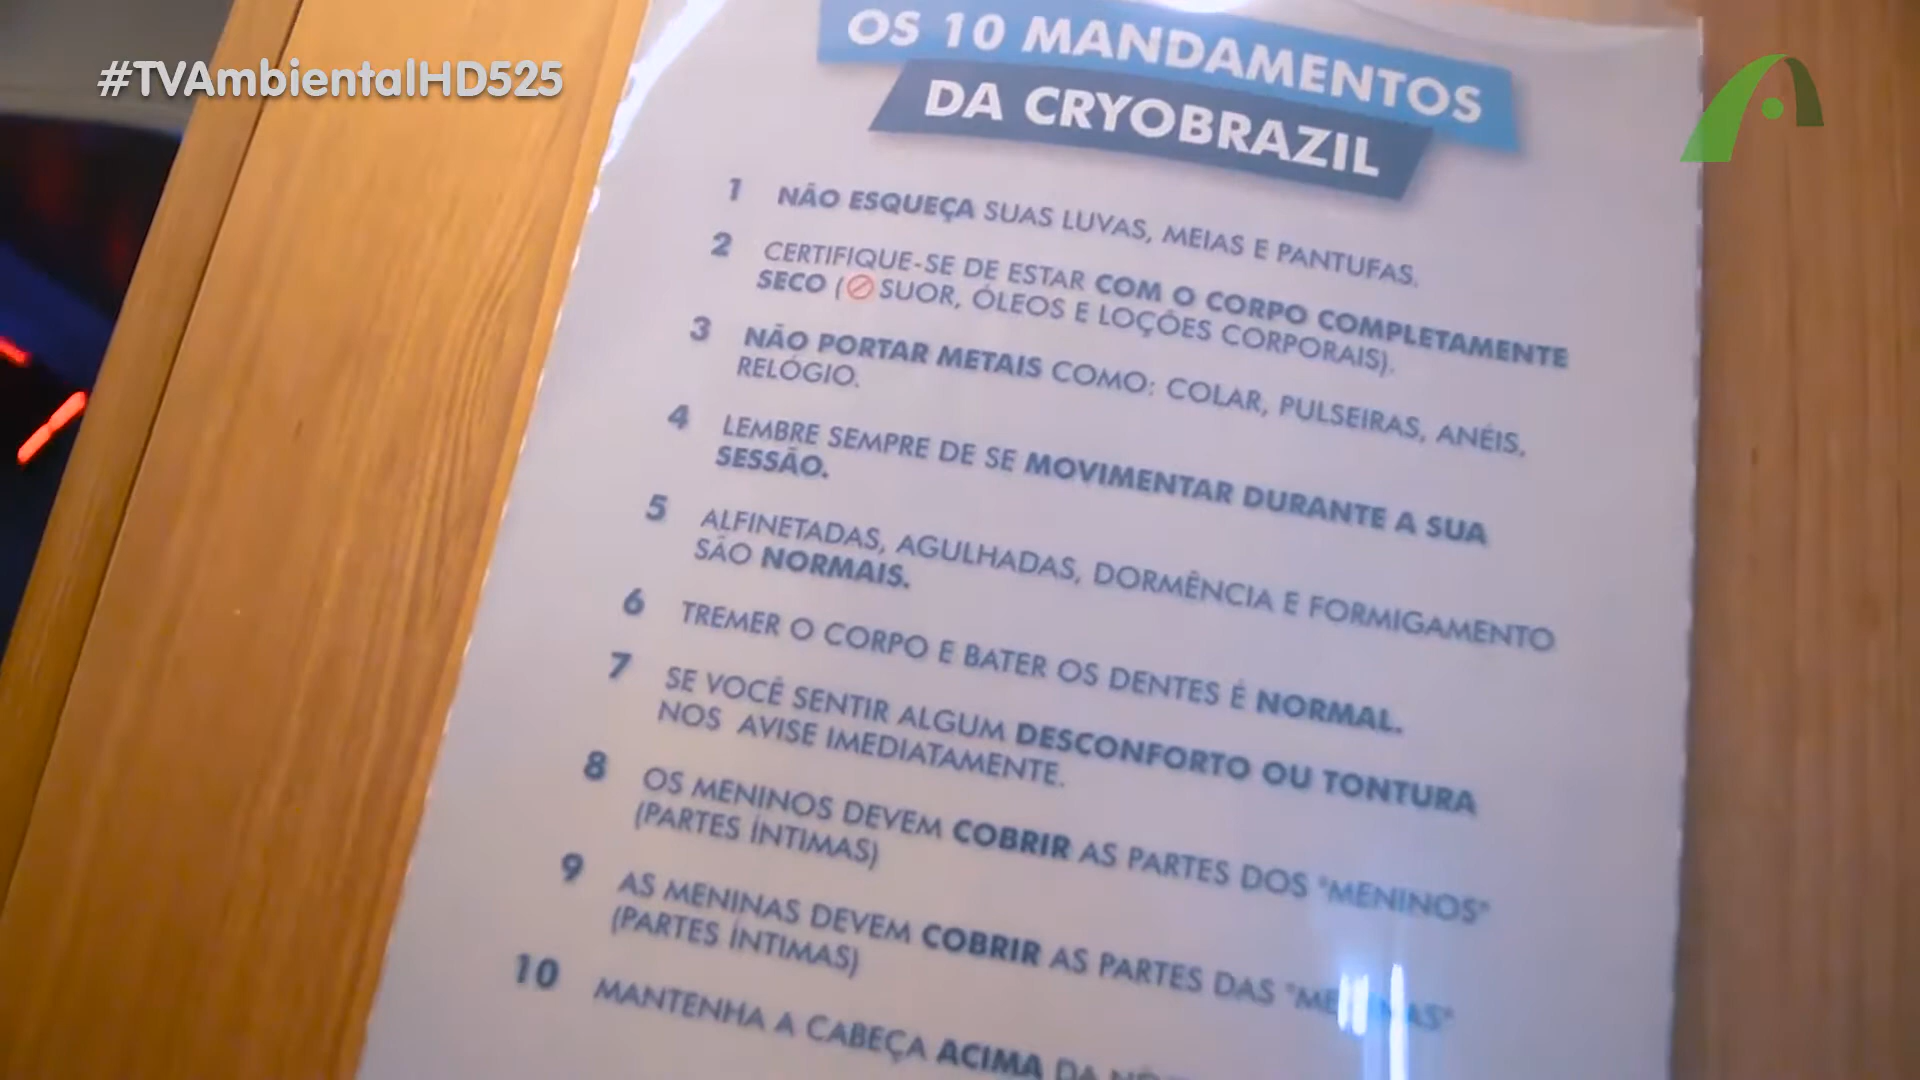 #TVAmbientalHD525
OS 10 MANDAMENTOS
DA CRYOBRAZIL
1 NÃO ESQUEÇA SUAS LUVAS, MEIAS E PANTUFAS.
2 CERTIFIQUE-SE DE ESTAR COM O CORPO COMPLETAMENTE
SECO (🚫 SUOR, ÓLEOS E LOÇÕES CORPORAIS).
3 NÃO PORTAR METAIS COMO: COLAR, PULSEIRAS, ANÉIS,
RELÓGIO.
4 LEMBRE SEMPRE DE SE MOVIMENTAR DURANTE A SUA
SESSÃO.
5 ALFINETADAS, AGULHADAS, DORMÊNCIA E FORMIGAMENTO
SÃO NORMAIS.
6 TREMER O CORPO E BATER OS DENTES É NORMAL.
7 SE VOCÊ SENTIR ALGUM DESCONFORTO OU TONTURA
NOS AVISE IMEDIATAMENTE.
8 OS MENINOS DEVEM COBRIR AS PARTES DOS "MENINOS"
(PARTES ÍNTIMAS)
9 AS MENINAS DEVEM COBRIR AS PARTES DAS "MENINAS"
(PARTES ÍNTIMAS)
10 MANTENHA A CABEÇA ACIMA DA